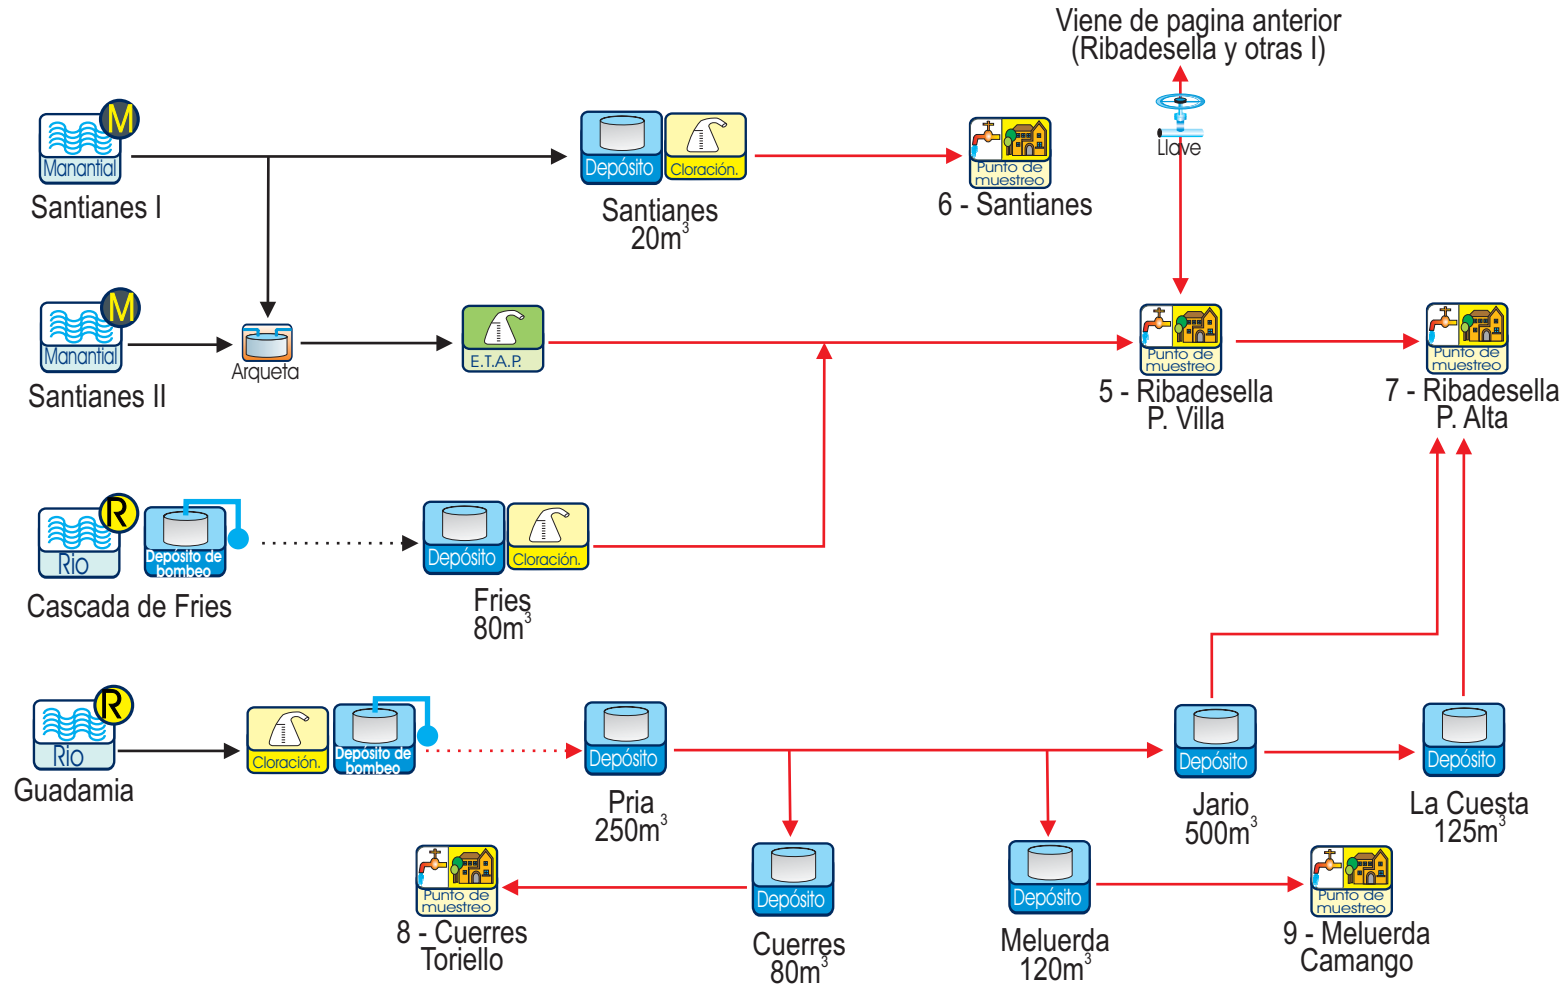 Viene de pagina anterior
(Ribadesella y otras I)
Llave
M
Manantial
Santianes I
Depósito
Cloración.
Santianes
20m³
Punto de
muestreo
6 - Santianes
M
Manantial
Santianes II
Arqueta
E.T.A.P.
Punto de
muestreo
5 - Ribadesella
P. Villa
Punto de
muestreo
7 - Ribadesella
P. Alta
R
Rio
Depósito de
bombeo
Cascada de Fries
Depósito
Cloración.
Fries
80m³
R
Rio
Guadamia
Cloración.
Depósito de
bombeo
Depósito
Pria
250m³
Depósito
Jario
500m³
Depósito
La Cuesta
125m³
Punto de
muestreo
8 - Cuerres
Toriello
Depósito
Cuerres
80m³
Depósito
Meluerda
120m³
Punto de
muestreo
9 - Meluerda
Camango